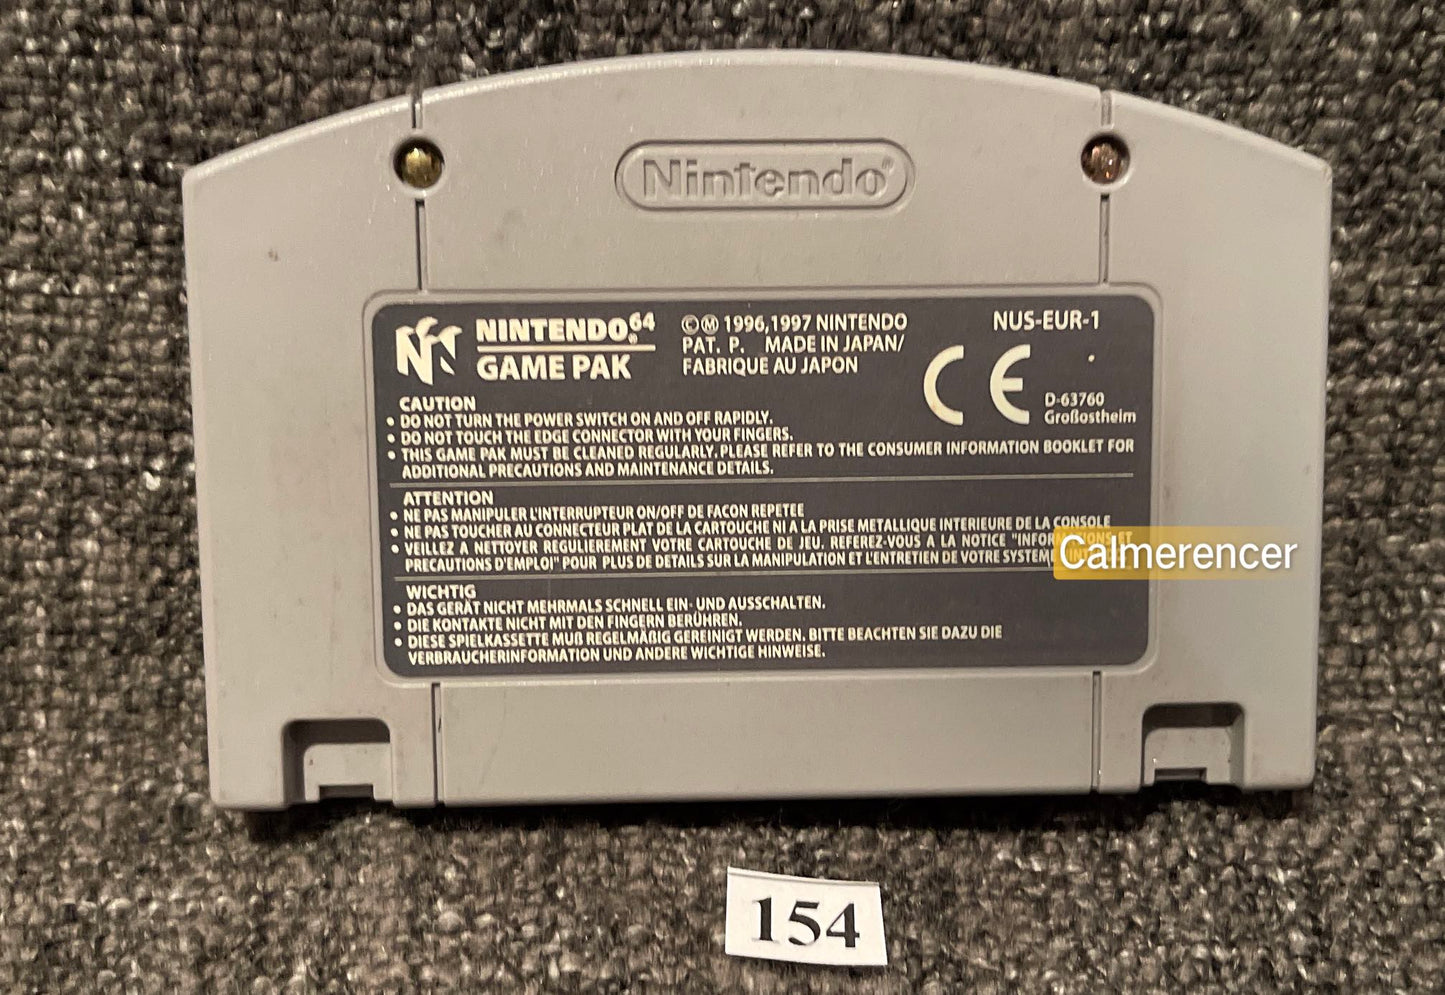 Nintendo®
NINTENDO64®
GAME PAK
©Ⓜ 1996,1997 NINTENDO
PAT. P. MADE IN JAPAN/
FABRIQUE AU JAPON
NUS-EUR-1
CE
D-63760
Großostheim
CAUTION
• DO NOT TURN THE POWER SWITCH ON AND OFF RAPIDLY.
• DO NOT TOUCH THE EDGE CONNECTOR WITH YOUR FINGERS.
• THIS GAME PAK MUST BE CLEANED REGULARLY. PLEASE REFER TO THE CONSUMER INFORMATION BOOKLET FOR
ADDITIONAL PRECAUTIONS AND MAINTENANCE DETAILS.
ATTENTION
• NE PAS MANIPULER L'INTERRUPTEUR ON/OFF DE FACON REPETEE
• NE PAS TOUCHER AU CONNECTEUR PLAT DE LA CARTOUCHE NI A LA PRISE METALLIQUE INTERIEURE DE LA CONSOLE
• VEILLEZ A NETTOYER REGULIEREMENT VOTRE CARTOUCHE DE JEU. REFEREZ-VOUS A LA NOTICE "INFORMATIONS ET
PRECAUTIONS D'EMPLOI" POUR PLUS DE DETAILS SUR LA MANIPULATION ET L'ENTRETIEN DE VOTRE SYSTEME
Calmerencer
WICHTIG
• DAS GERÄT NICHT MEHRMALS SCHNELL EIN- UND AUSSCHALTEN.
• DIE KONTAKTE NICHT MIT DEN FINGERN BERÜHREN.
• DIESE SPIELKASSETTE MUß REGELMÄßIG GEREINIGT WERDEN. BITTE BEACHTEN SIE DAZU DIE
VERBRAUCHERINFORMATION UND ANDERE WICHTIGE HINWEISE.
154